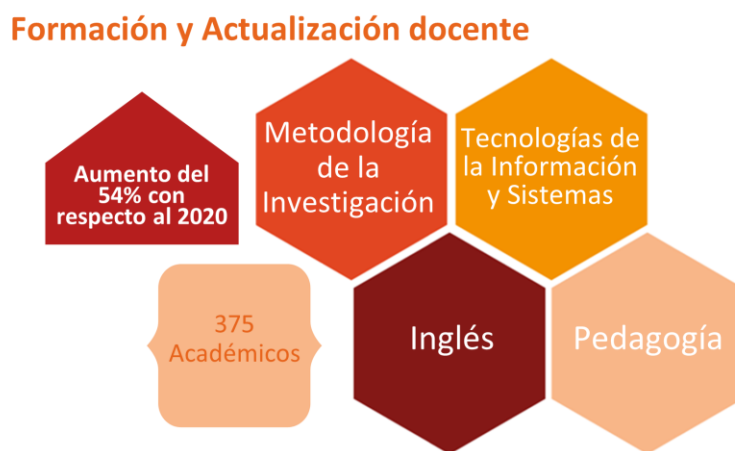 Formación y Actualización docente
Aumento del
54% con
respecto al 2020
Metodología
de la
Investigación
Tecnologías de
la Información
y Sistemas
375
Académicos
Inglés
Pedagogía